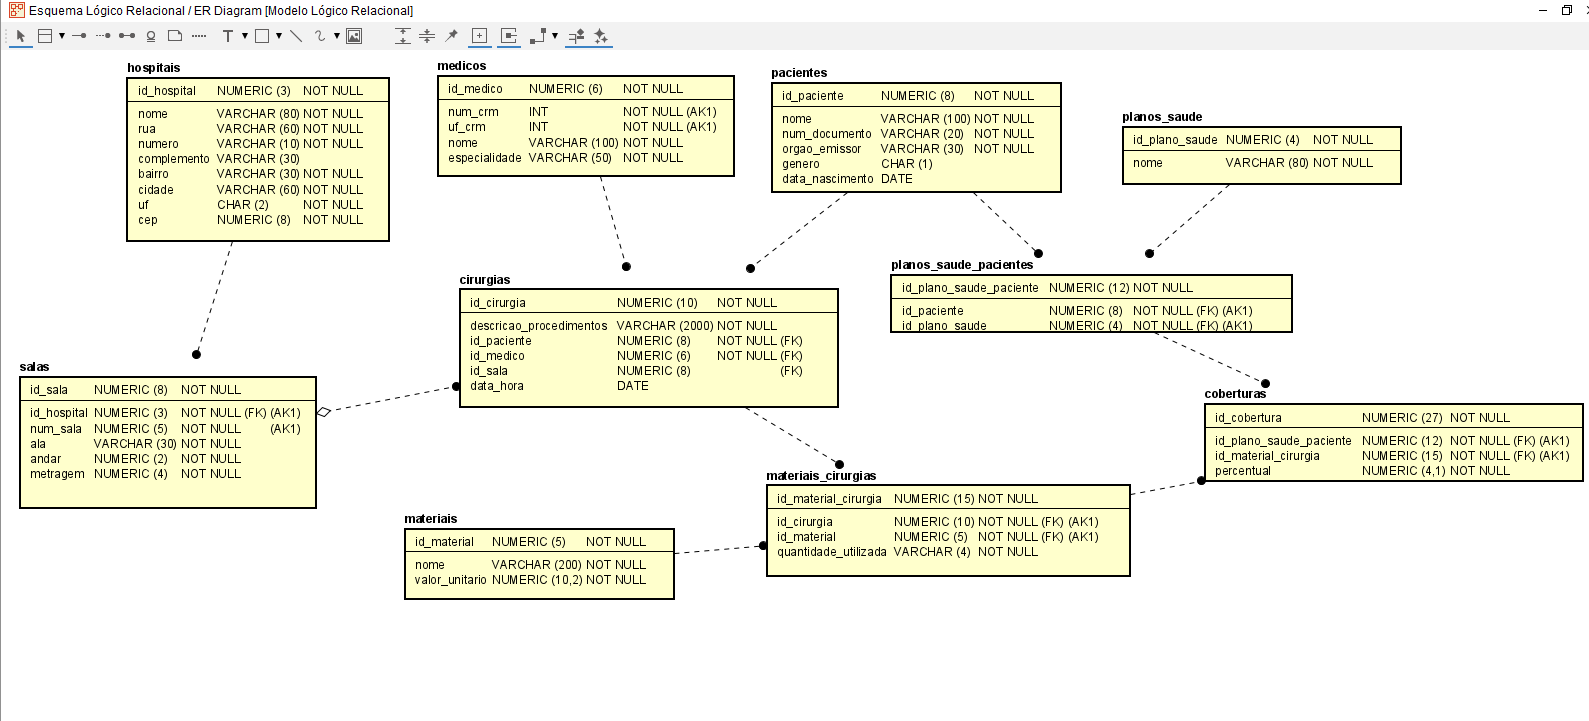 Esquema Lógico Relacional / ER Diagram [Modelo Lógico Relacional]
hospitais
id_hospital NUMERIC (3) NOT NULL
nome VARCHAR (80) NOT NULL
rua VARCHAR (60) NOT NULL
numero VARCHAR (10) NOT NULL
complemento VARCHAR (30)
bairro VARCHAR (30) NOT NULL
cidade VARCHAR (60) NOT NULL
uf CHAR (2) NOT NULL
cep NUMERIC (8) NOT NULL
medicos
id_medico NUMERIC (6) NOT NULL
num_crm INT NOT NULL (AK1)
uf_crm INT NOT NULL (AK1)
nome VARCHAR (100) NOT NULL
especialidade VARCHAR (50) NOT NULL
pacientes
id_paciente NUMERIC (8) NOT NULL
nome VARCHAR (100) NOT NULL
num_documento VARCHAR (20) NOT NULL
orgao_emissor VARCHAR (30) NOT NULL
genero CHAR (1)
data_nascimento DATE
planos_saude
id_plano_saude NUMERIC (4) NOT NULL
nome VARCHAR (80) NOT NULL
cirurgias
id_cirurgia NUMERIC (10) NOT NULL
descricao_procedimentos VARCHAR (2000) NOT NULL
id_paciente NUMERIC (8) NOT NULL (FK)
id_medico NUMERIC (6) NOT NULL (FK)
id_sala NUMERIC (8) (FK)
data_hora DATE
planos_saude_pacientes
id_plano_saude_paciente NUMERIC (12) NOT NULL
id_paciente NUMERIC (8) NOT NULL (FK) (AK1)
id_plano_saude NUMERIC (4) NOT NULL (FK) (AK1)
salas
id_sala NUMERIC (8) NOT NULL
id_hospital NUMERIC (3) NOT NULL (FK) (AK1)
num_sala NUMERIC (5) NOT NULL (AK1)
ala VARCHAR (30) NOT NULL
andar NUMERIC (2) NOT NULL
metragem NUMERIC (4) NOT NULL
coberturas
id_cobertura NUMERIC (27) NOT NULL
id_plano_saude_paciente NUMERIC (12) NOT NULL (FK) (AK1)
id_material_cirurgia NUMERIC (15) NOT NULL (FK) (AK1)
percentual NUMERIC (4,1) NOT NULL
materiais_cirurgias
id_material_cirurgia NUMERIC (15) NOT NULL
id_cirurgia NUMERIC (10) NOT NULL (FK) (AK1)
id_material NUMERIC (5) NOT NULL (FK) (AK1)
quantidade_utilizada VARCHAR (4) NOT NULL
materiais
id_material NUMERIC (5) NOT NULL
nome VARCHAR (200) NOT NULL
valor_unitario NUMERIC (10,2) NOT NULL